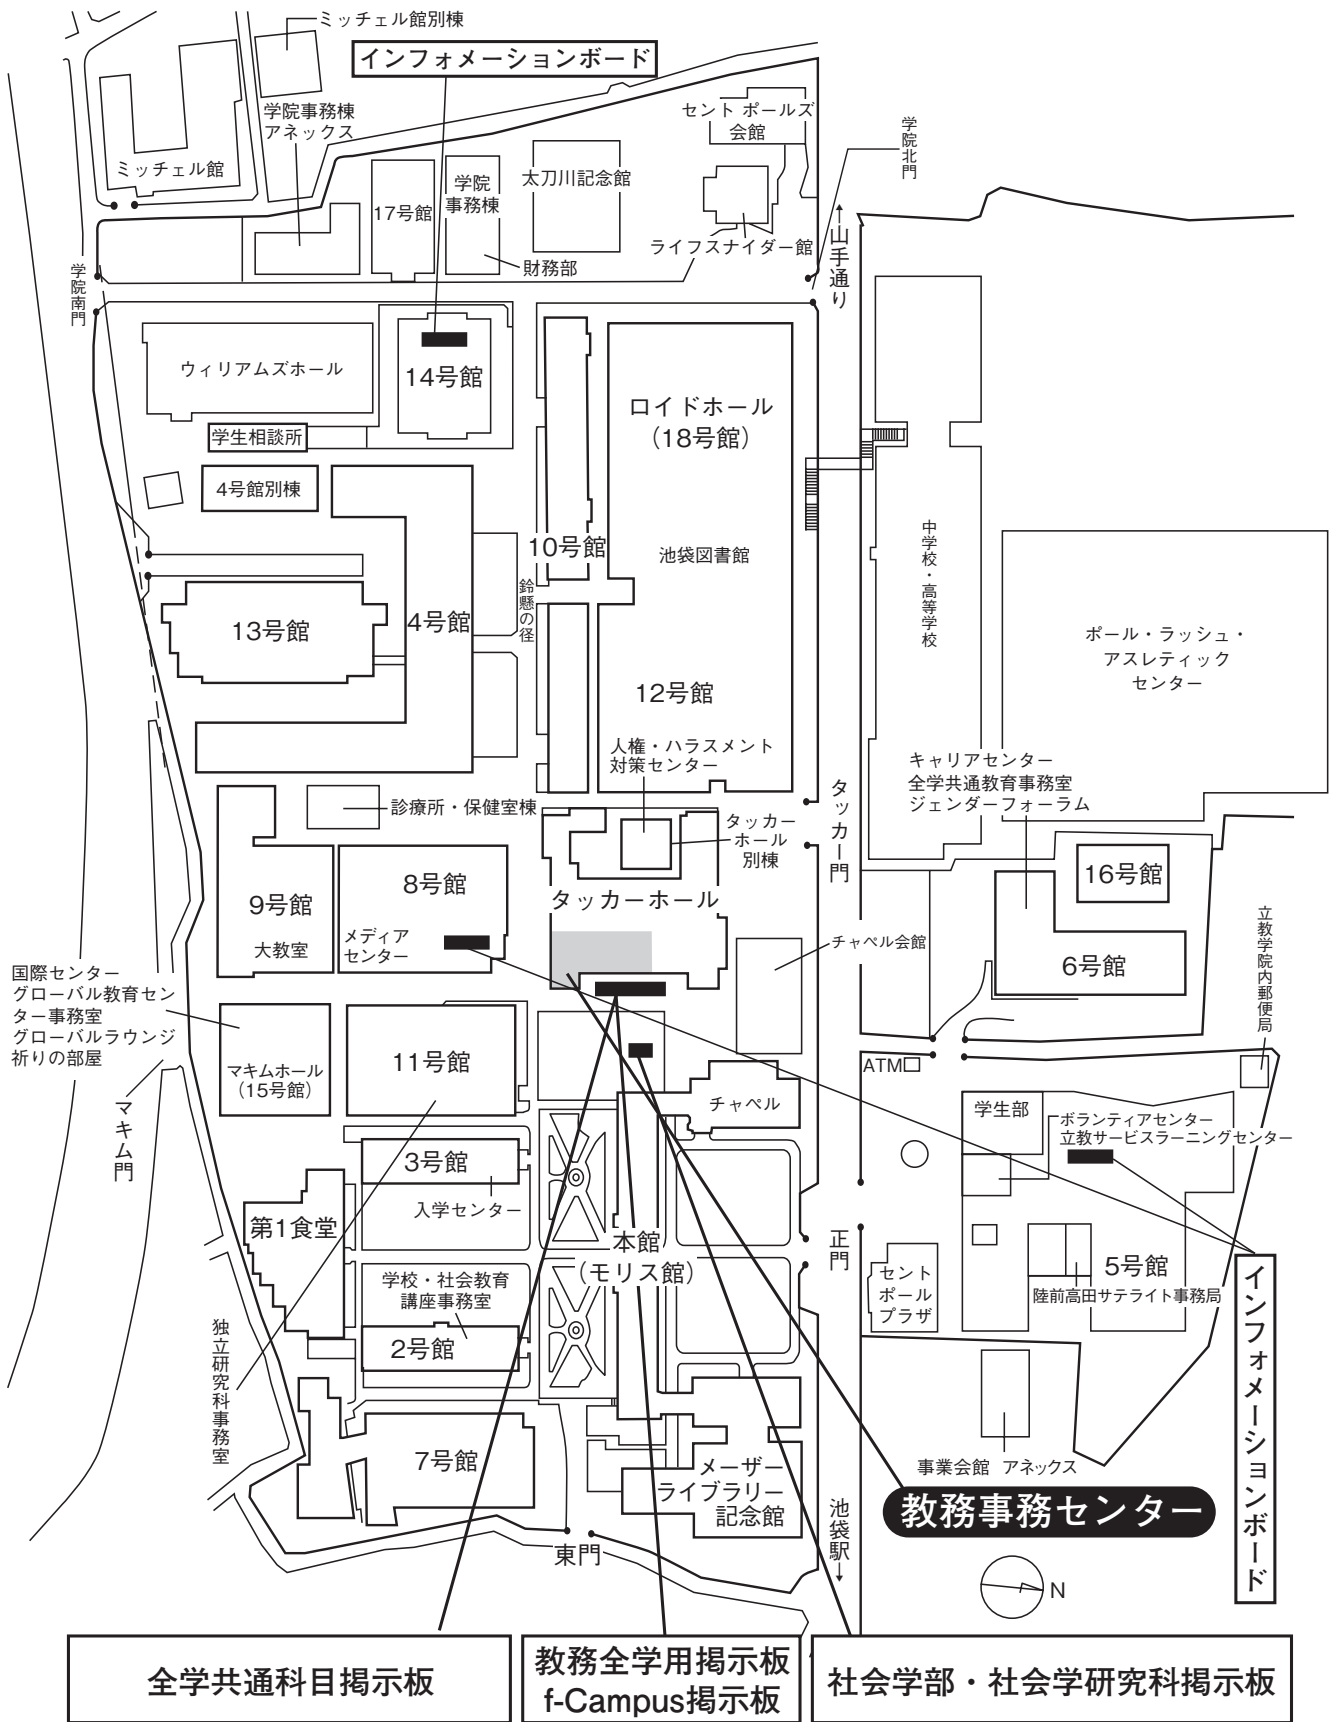 ミッチェル館別棟
インフォメーションボード
学院事務棟
アネックス
ミッチェル館
セント ポールズ
会館
学院北門
17号館
学院
事務棟
太刀川記念館
ライフスナイダー館
財務部
↑山手通り
学院南門
ウィリアムズホール
14号館
学生相談所
ロイドホール
(18号館)
4号館別棟
10号館
池袋図書館
中学校・高等学校
鈴懸の径
13号館
4号館
ポール・ラッシュ・
アスレティック
センター
12号館
人権・ハラスメント
対策センター
キャリアセンター
全学共通教育事務室
ジェンダーフォーラム
診療所・保健室棟
タッカー
ホール
別棟
タッカー門
8号館
9号館
大教室
メディア
センター
タッカーホール
16号館
6号館
チャペル会館
立教学院内郵便局
国際センター
グローバル教育セン
ター事務室
グローバルラウンジ
祈りの部屋
マキムホール
(15号館)
11号館
マキム門
チャペル
ATM
学生部
ボランティアセンター
立教サービスラーニングセンター
3号館
入学センター
第1食堂
本館
(モリス館)
正門
セント
ポール
プラザ
5号館
陸前高田サテライト事務局
インフォメーションボード
学校・社会教育
講座事務室
2号館
独立研究科事務室
7号館
メーザー
ライブラリー
記念館
事業会館 アネックス
教務事務センター
池袋駅↓
東門
N
全学共通科目掲示板
教務全学用掲示板
f-Campus掲示板
社会学部・社会学研究科掲示板